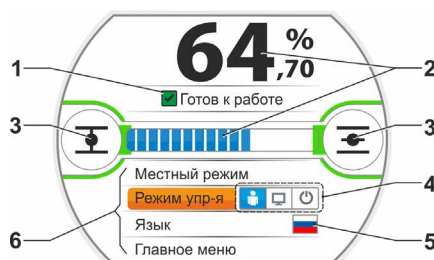 64,70 %
1
Готов к работе
2
3
3
Местный режим
Режим упр-я
4
6
Язык
5
Главное меню